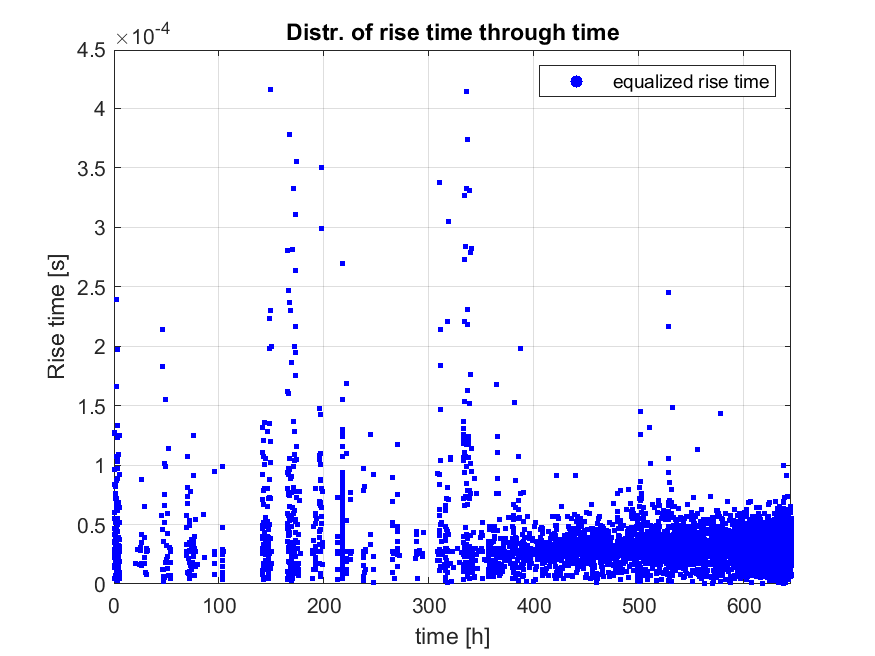 Distr. of rise time through time
×10-4
equalized rise time
4.5
4
3.5
3
2.5
2
1.5
1
0.5
0
Rise time [s]
0 100 200 300 400 500 600
time [h]